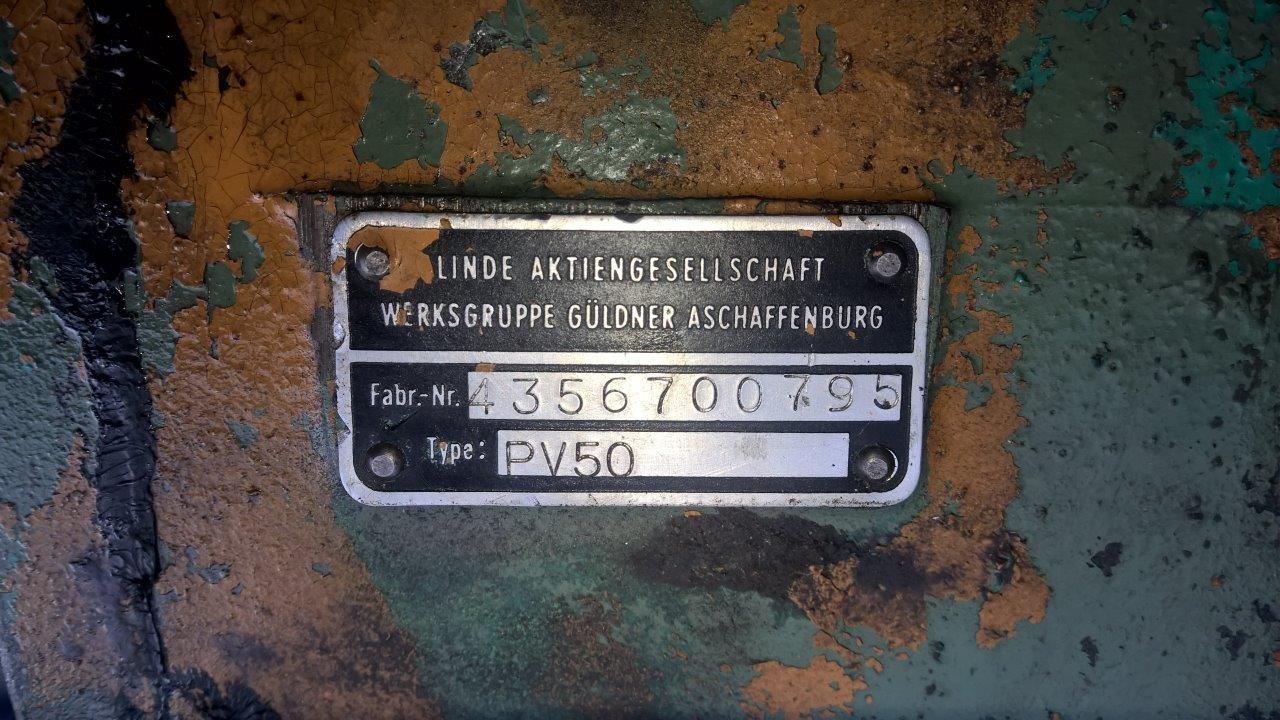 LINDE AKTIENGESELLSCHAFT
WERKSGRUPPE GÜLDNER ASCHAFFENBURG
Fabr.-Nr. 4356700795
Type: PV50